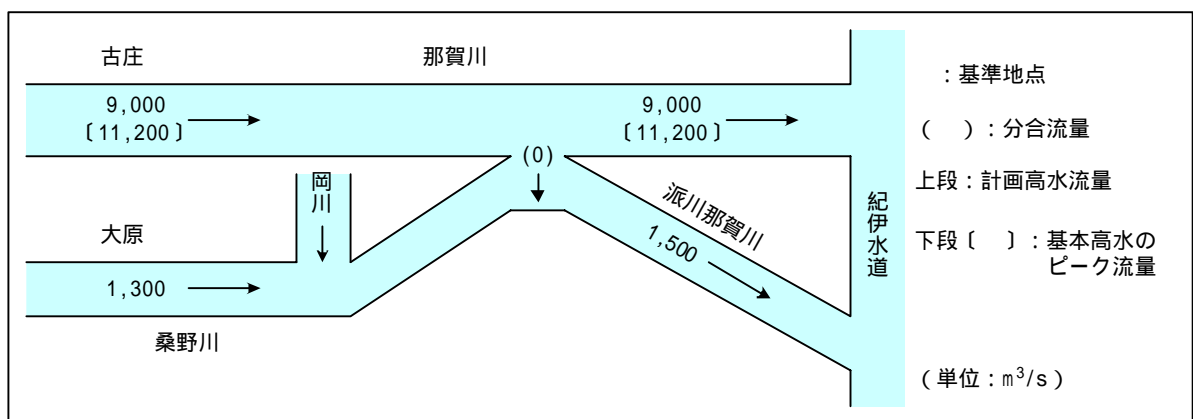 古庄
那賀川
9,000
〔11,200〕
9,000
〔11,200〕
(0)
岡川
大原
1,300
桑野川
派川那賀川
1,500
紀伊水道
：基準地点
（　）：分合流量
上段：計画高水流量
下段〔　〕：基本高水の
ピーク流量
（単位：m³/s）